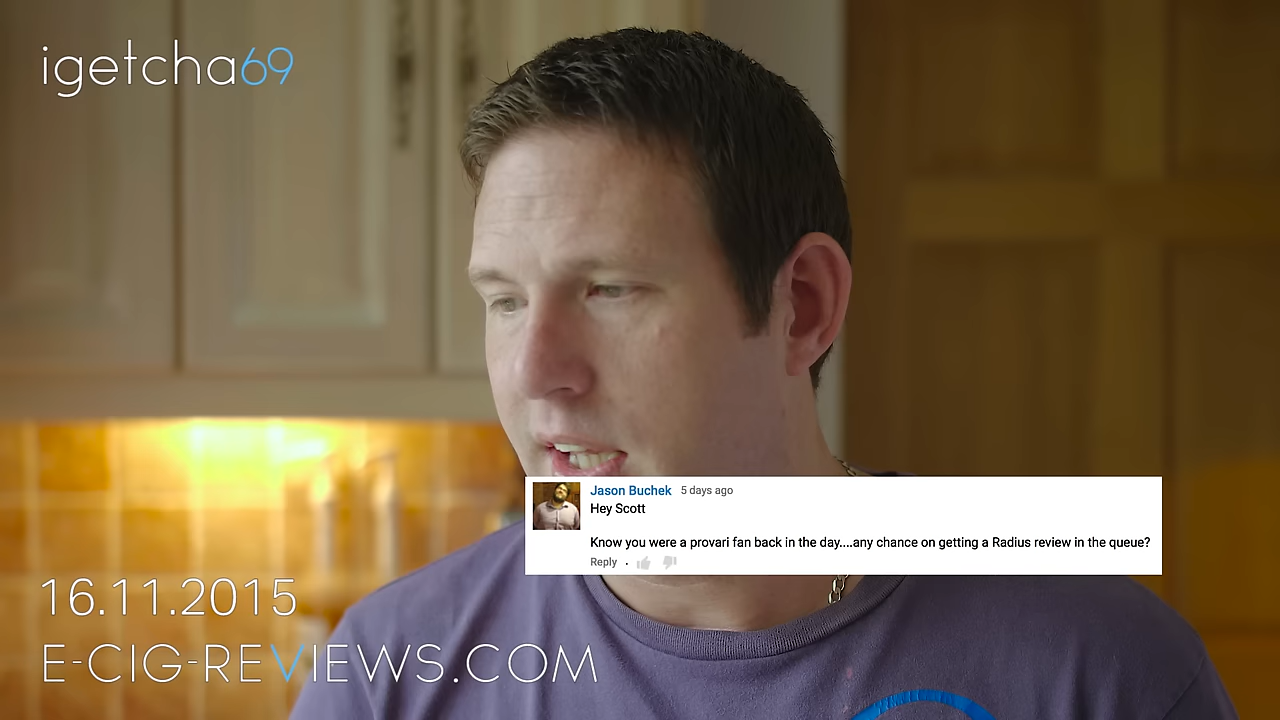 igetcha69
Jason Buchek 5 days ago
Hey Scott
Know you were a provari fan back in the day....any chance on getting a Radius review in the queue?
Reply .
16.11.2015
E-CIG-REVIEWS.COM